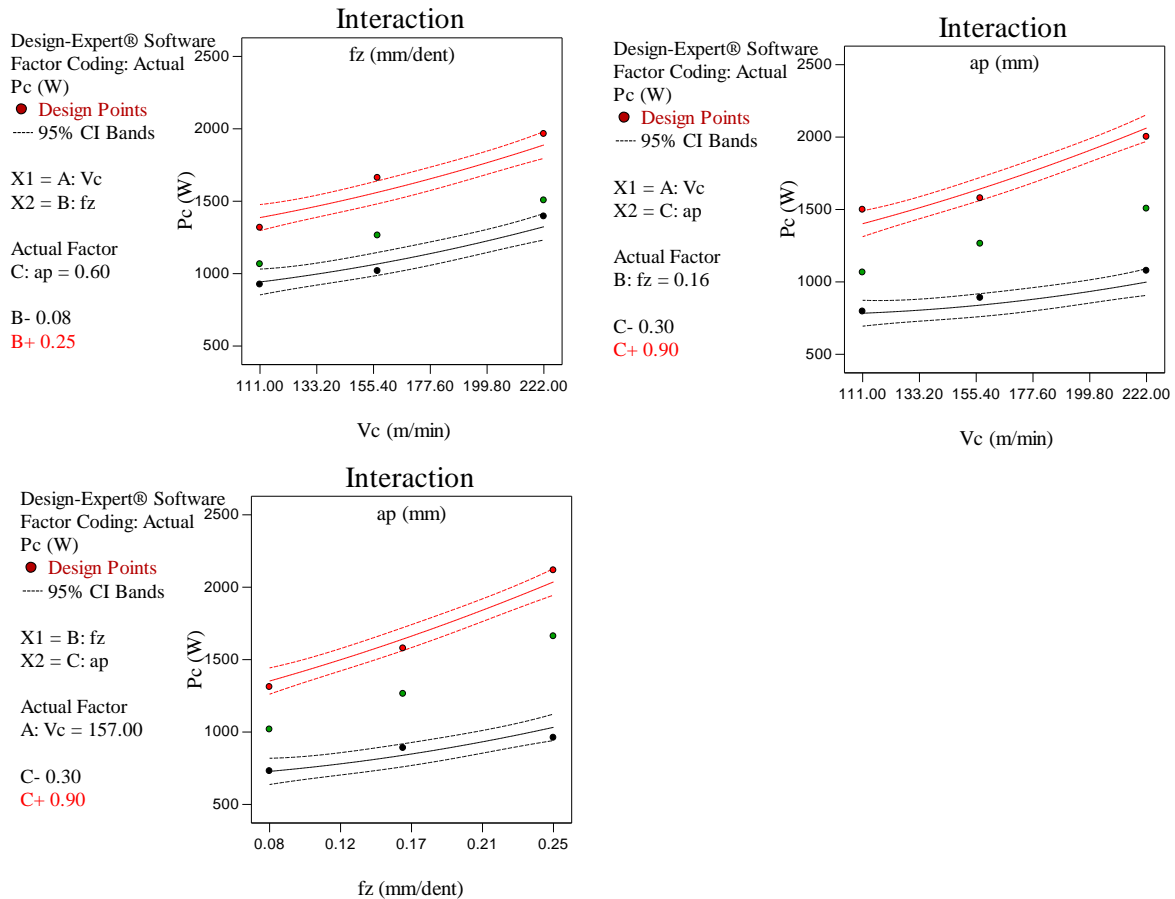 Interaction
fz (mm/dent)
Design-Expert® Software
Factor Coding: Actual
Pc (W)
Design Points
95% CI Bands
X1 = A: Vc
X2 = B: fz
Actual Factor
C: ap = 0.60
B- 0.08
B+ 0.25
Pc (W)
2500
2000
1500
1000
500
111.00 133.20 155.40 177.60 199.80 222.00
Vc (m/min)
Interaction
ap (mm)
Design-Expert® Software
Factor Coding: Actual
Pc (W)
Design Points
95% CI Bands
X1 = A: Vc
X2 = C: ap
Actual Factor
B: fz = 0.16
C- 0.30
C+ 0.90
Pc (W)
2500
2000
1500
1000
500
111.00 133.20 155.40 177.60 199.80 222.00
Vc (m/min)
Interaction
ap (mm)
Design-Expert® Software
Factor Coding: Actual
Pc (W)
Design Points
95% CI Bands
X1 = B: fz
X2 = C: ap
Actual Factor
A: Vc = 157.00
C- 0.30
C+ 0.90
Pc (W)
2500
2000
1500
1000
500
0.08 0.12 0.17 0.21 0.25
fz (mm/dent)